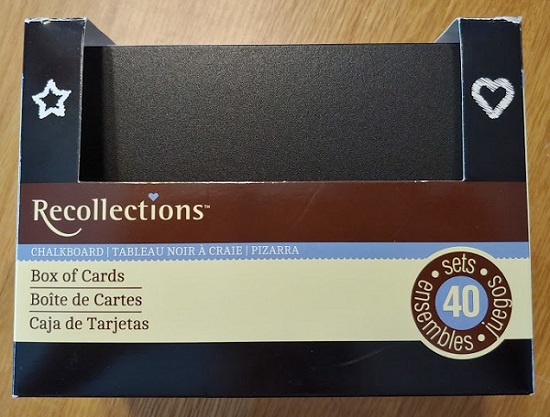 Recollections™
CHALKBOARD | TABLEAU NOIR À CRAIE | PIZARRA
Box of Cards
Boîte de Cartes
Caja de Tarjetas
40
sets • juegos • ensembles •